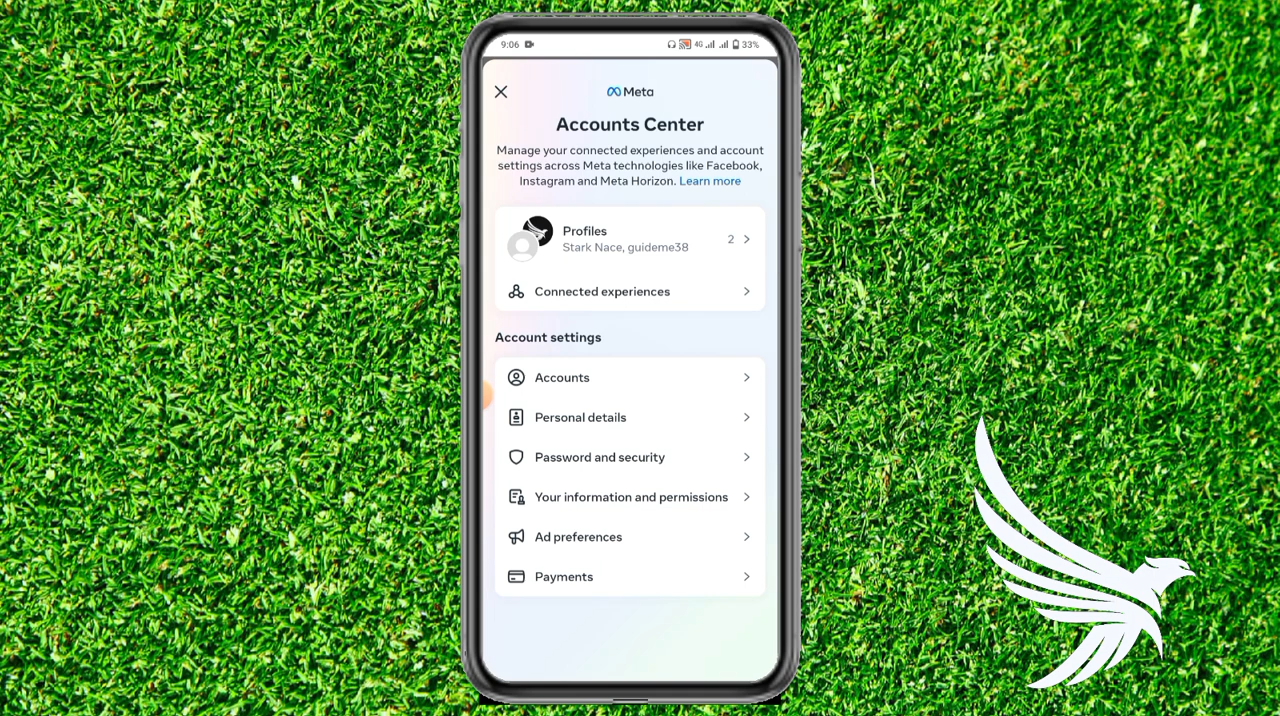 9:06
4G
33%
Meta
Accounts Center
Manage your connected experiences and account
settings across Meta technologies like Facebook,
Instagram and Meta Horizon. Learn more
Profiles
Stark Nace, guideme38
2
Connected experiences
Account settings
Accounts
Personal details
Password and security
Your information and permissions
Ad preferences
Payments